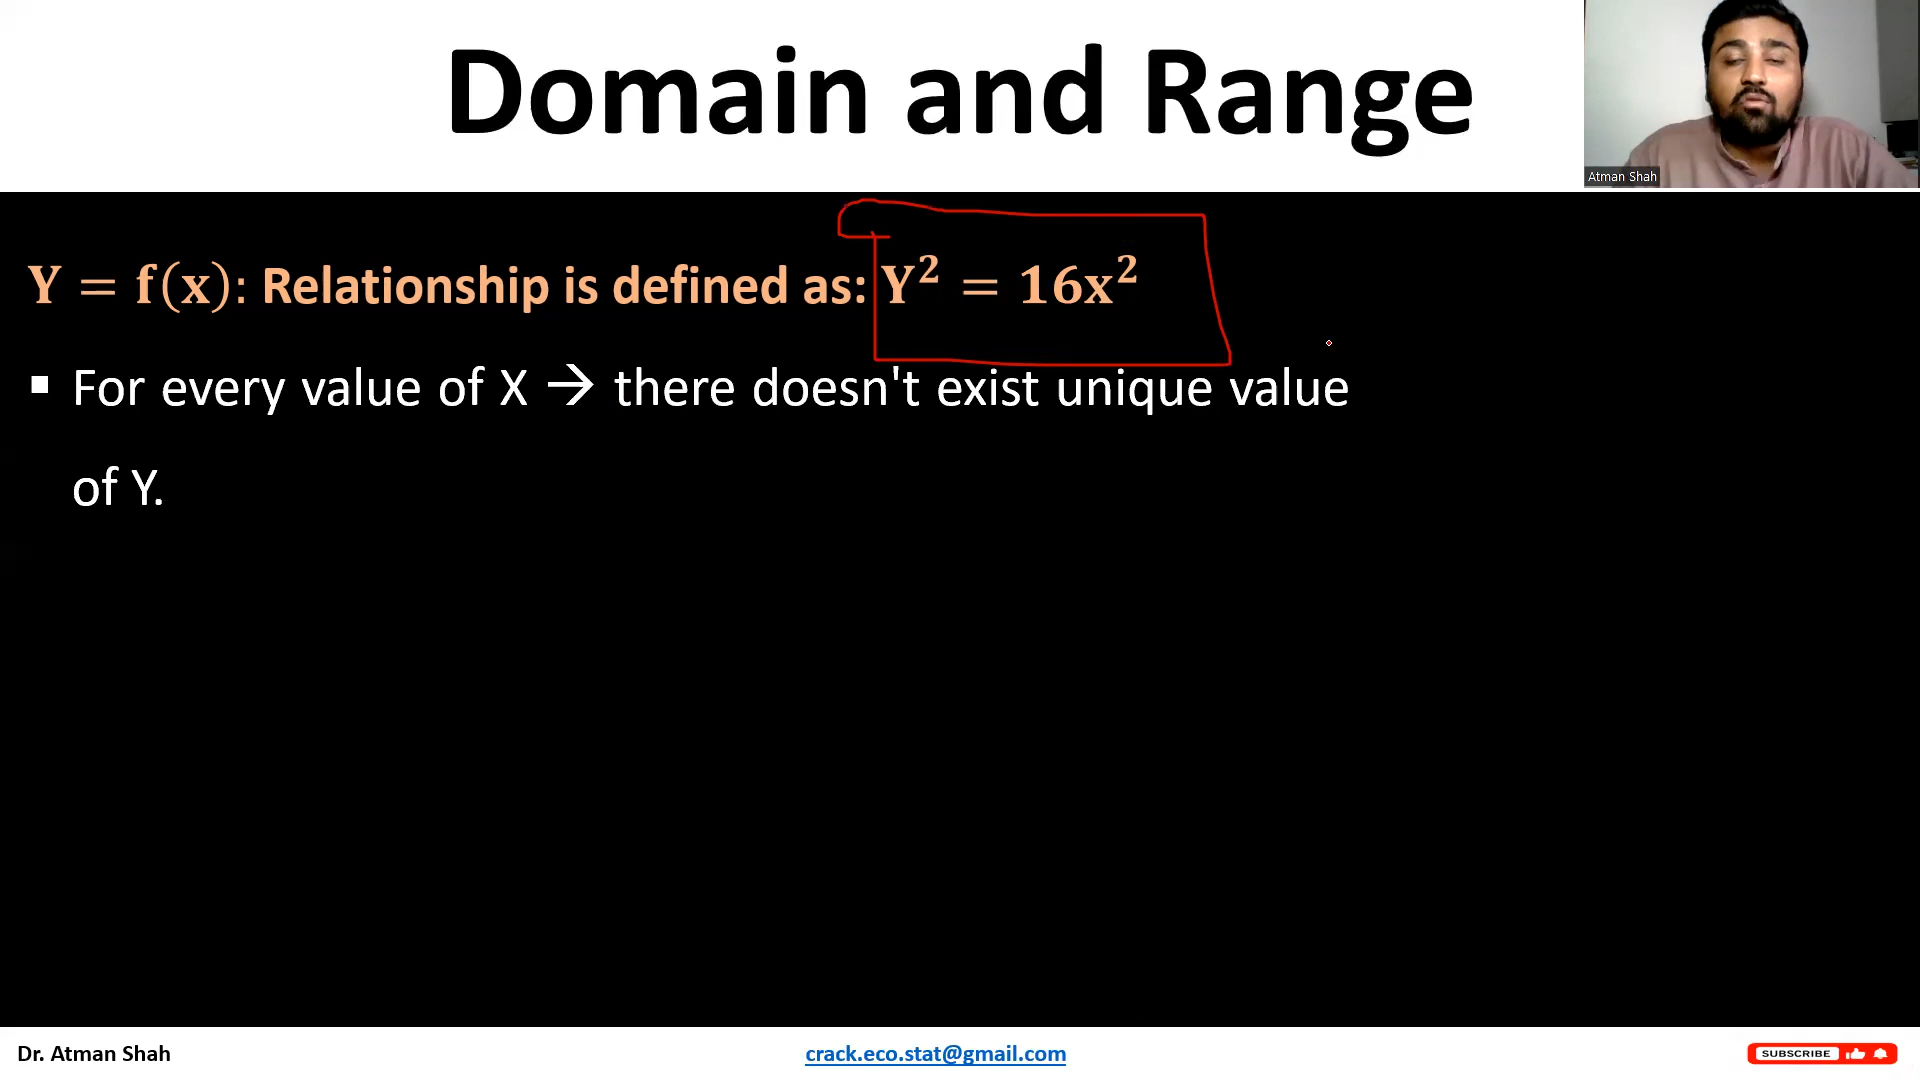 Domain and Range
Atman Shah
Y = f(x): Relationship is defined as: Y² = 16x²
▪ For every value of X → there doesn't exist unique value
of Y.
Dr. Atman Shah
crack.eco.stat@gmail.com
SUBSCRIBE